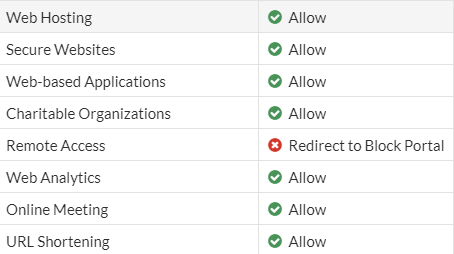 Web Hosting Allow
Secure Websites Allow
Web-based Applications Allow
Charitable Organizations Allow
Remote Access Redirect to Block Portal
Web Analytics Allow
Online Meeting Allow
URL Shortening Allow